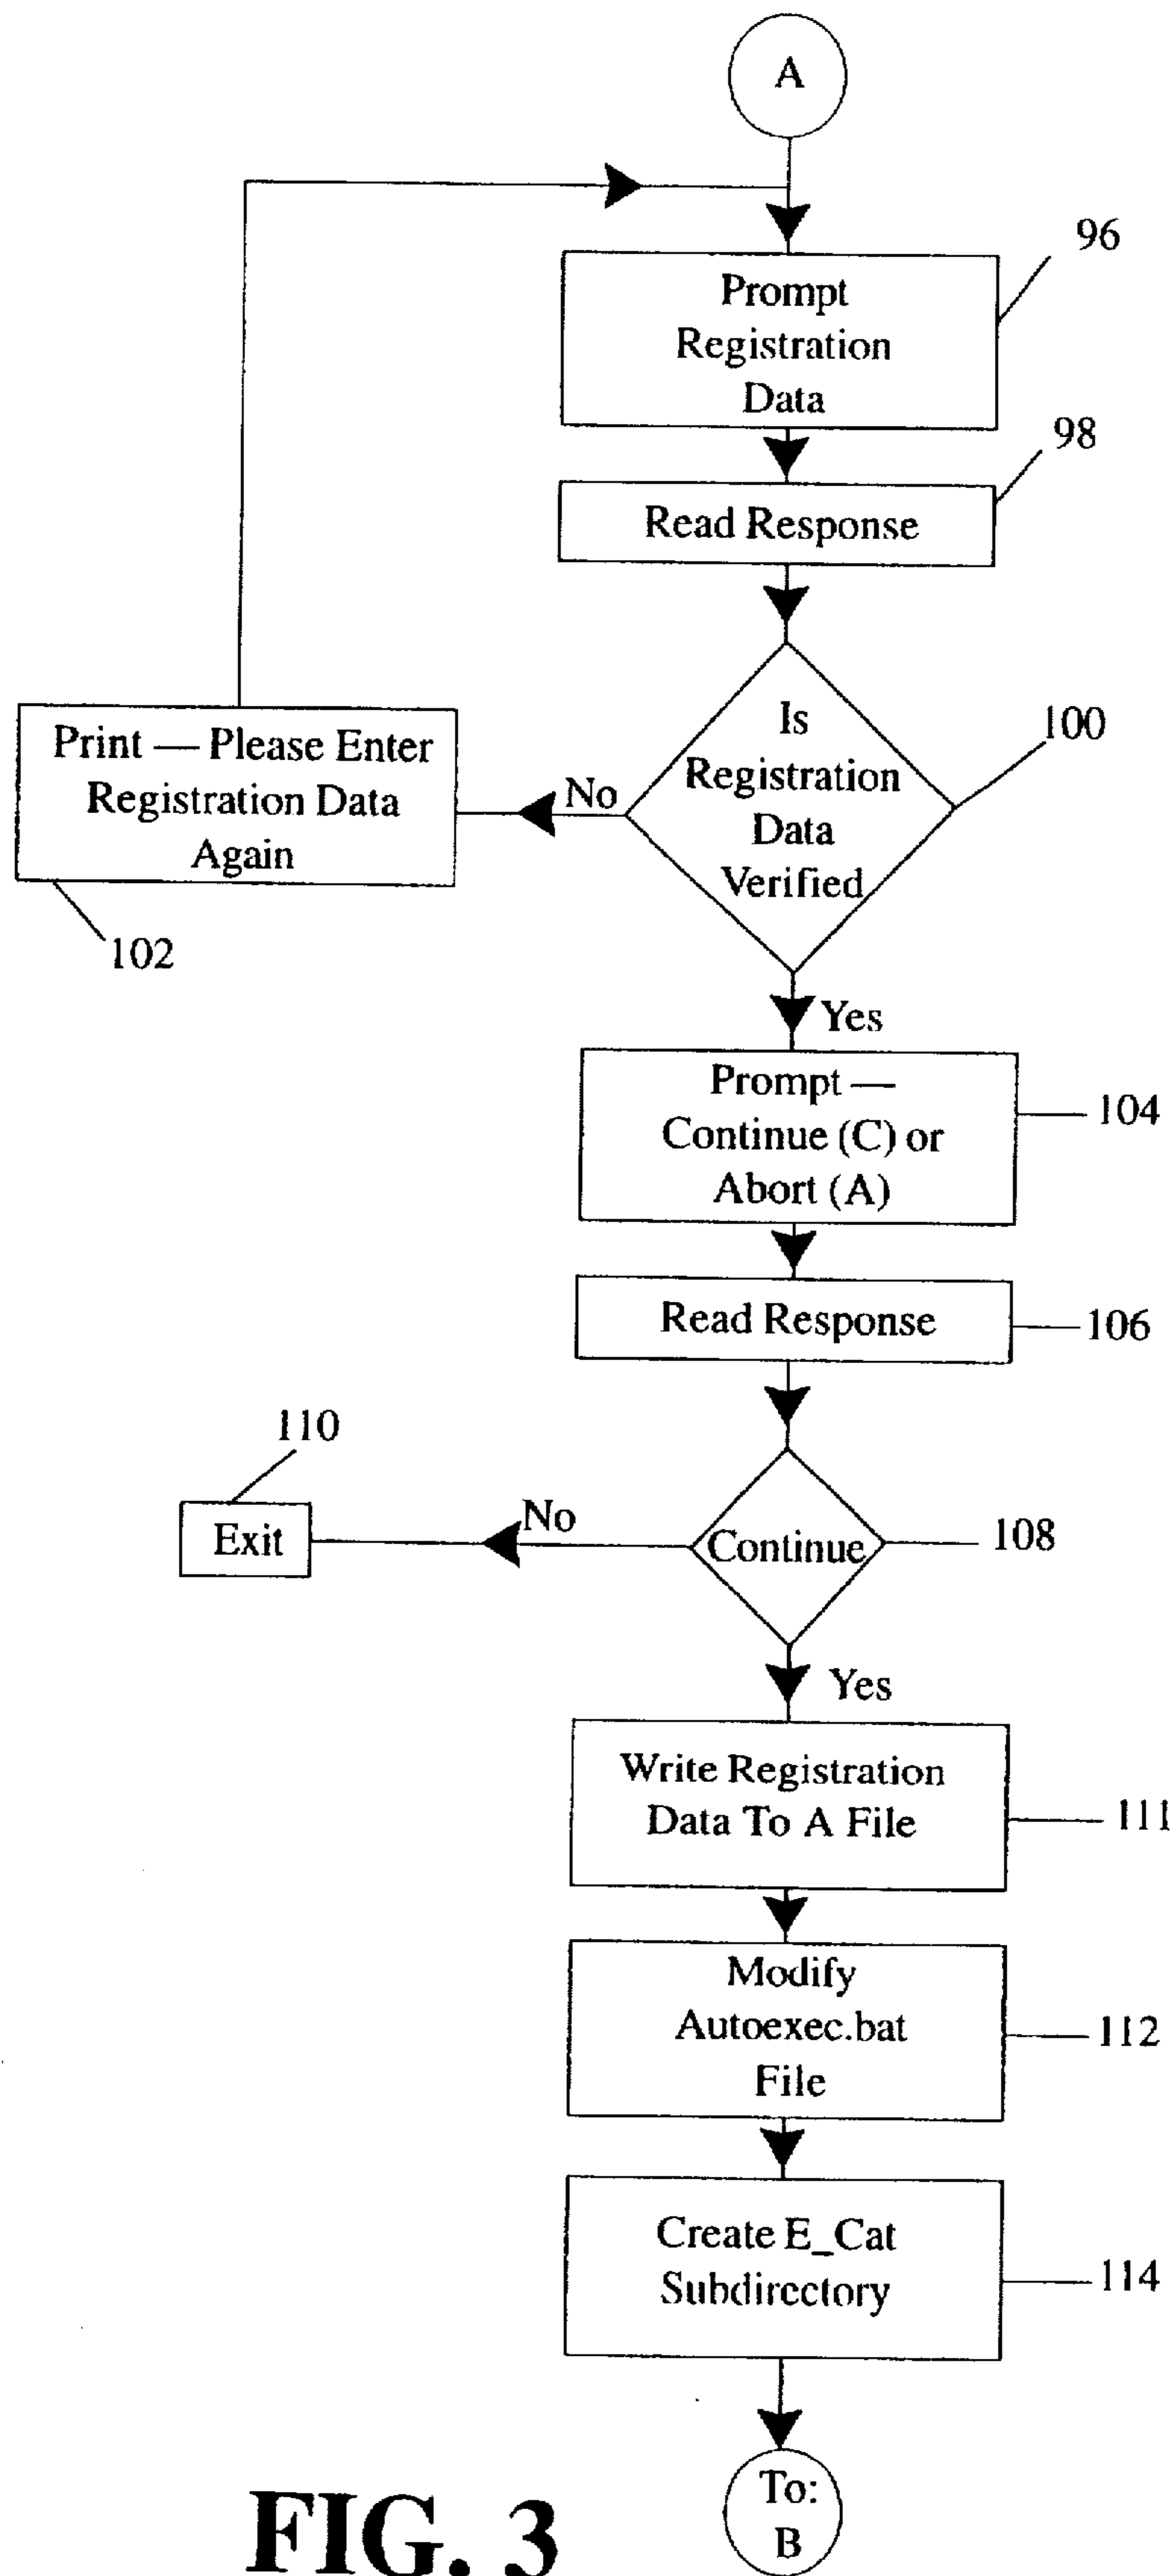 A
96
Prompt
Registration
Data
98
Read Response
100
Is
Registration
Data
Verified
No
Print — Please Enter
Registration Data
Again
102
Yes
Prompt —
Continue (C) or
Abort (A)
104
Read Response
106
110
Exit
No
Continue
108
Yes
Write Registration
Data To A File
111
Modify
Autoexec.bat
File
112
Create E_Cat
Subdirectory
114
To:
B
FIG. 3